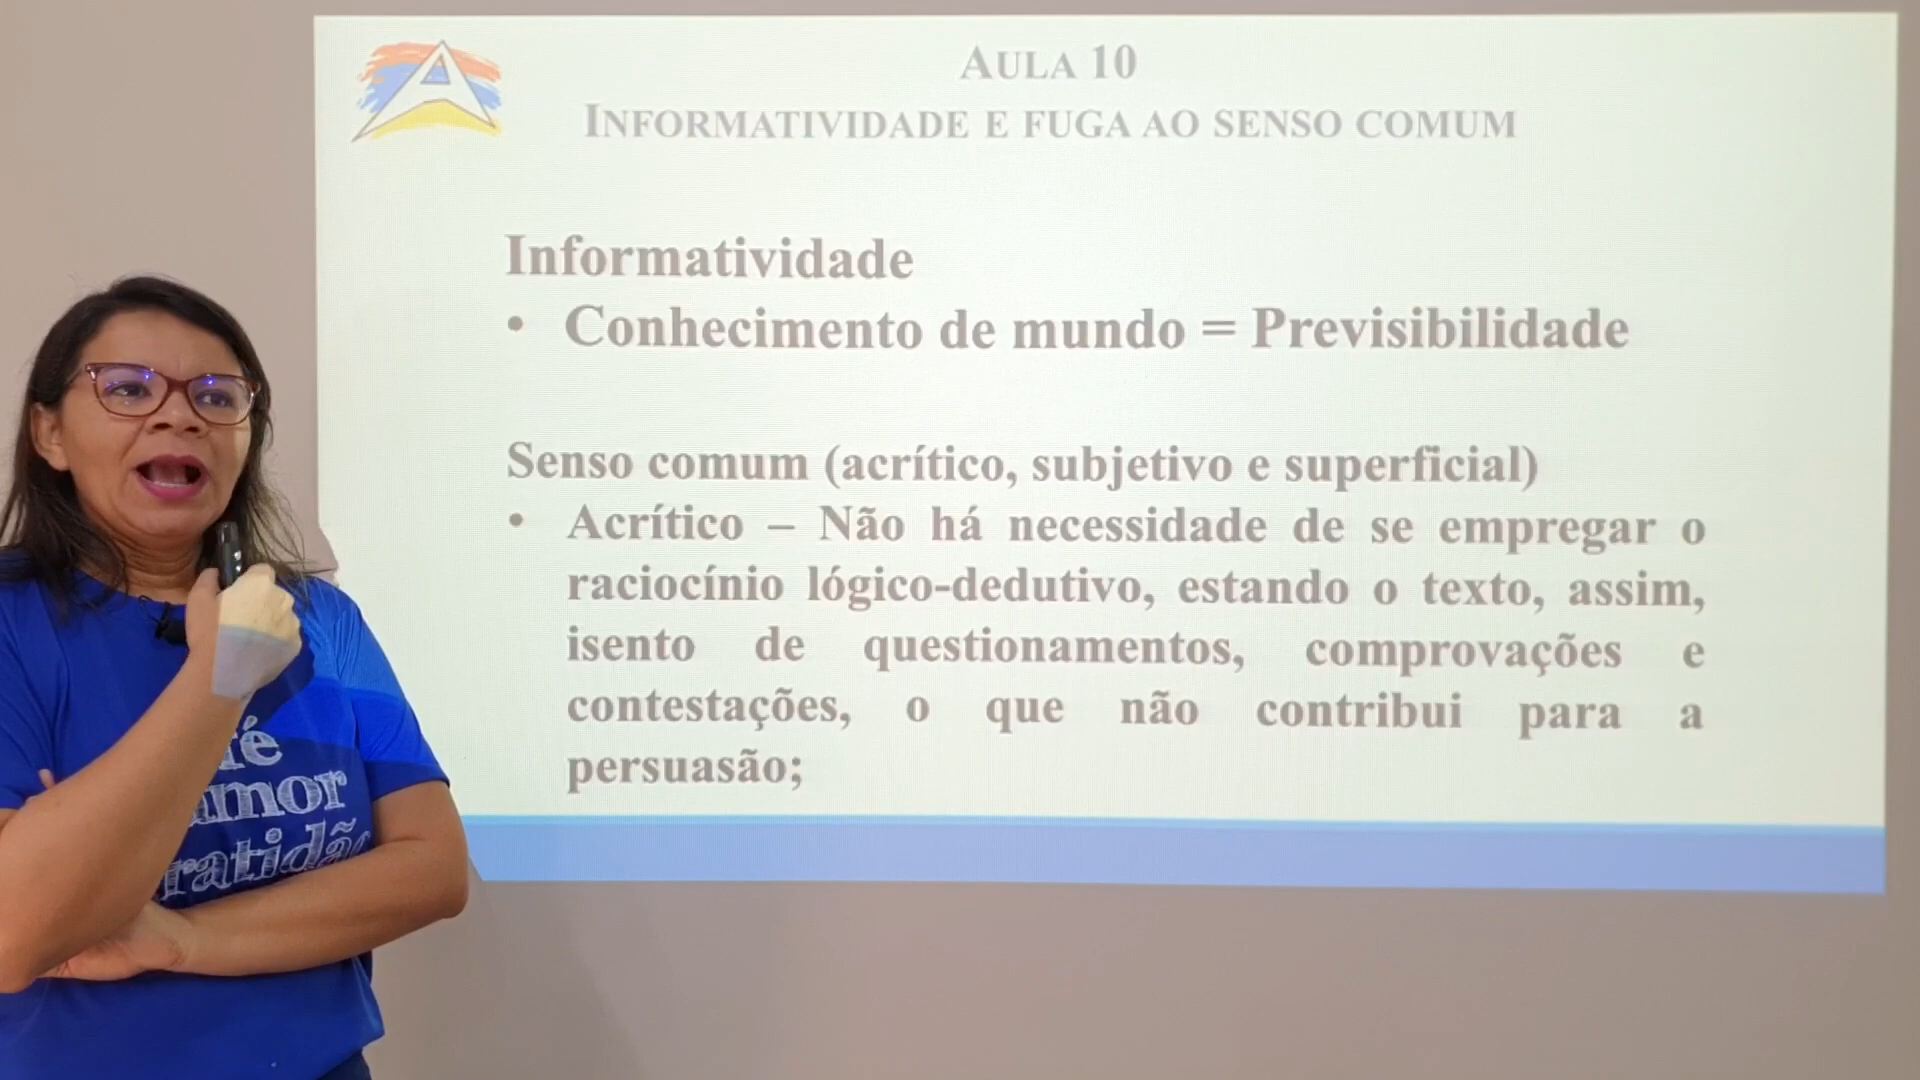 AULA 10
INFORMATIVIDADE E FUGA AO SENSO COMUM
Informatividade
• Conhecimento de mundo = Previsibilidade
Senso comum (acrítico, subjetivo e superficial)
• Acrítico – Não há necessidade de se empregar o
raciocínio lógico-dedutivo, estando o texto, assim,
isento de questionamentos, comprovações e
contestações, o que não contribui para a
persuasão;
fé
amor
gratidão